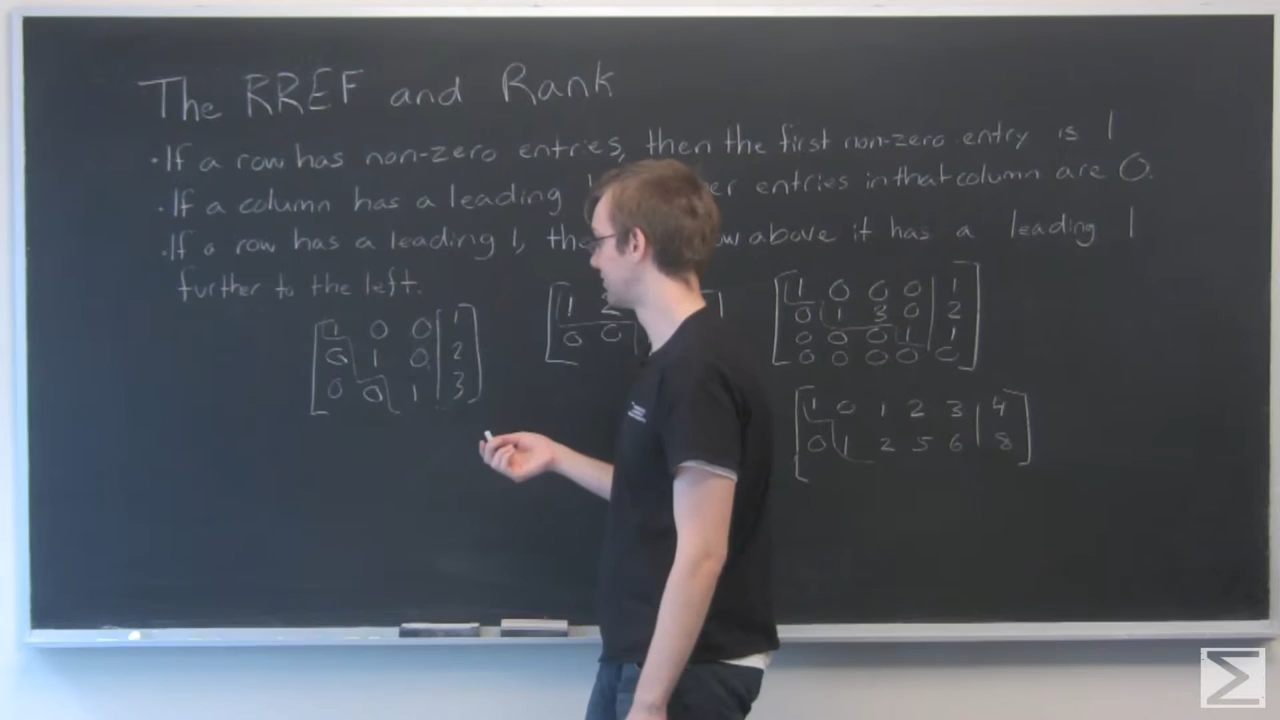 The RREF and Rank
• If a row has non-zero entries, then the first non-zero entry is 1
• If a column has a leading entries in that column are 0.
• If a row has a leading 1, above it has a leading 1
further to the left.
1 0 0 | 1
0 1 0 | 2
0 0 1 | 3
1 2
0 0
1 0 0 0 | 1
0 1 3 0 | 2
0 0 0 1 | 1
0 0 0 0 | 0
1 0 1 2 3 | 4
0 1 2 5 6 | 8
Σ